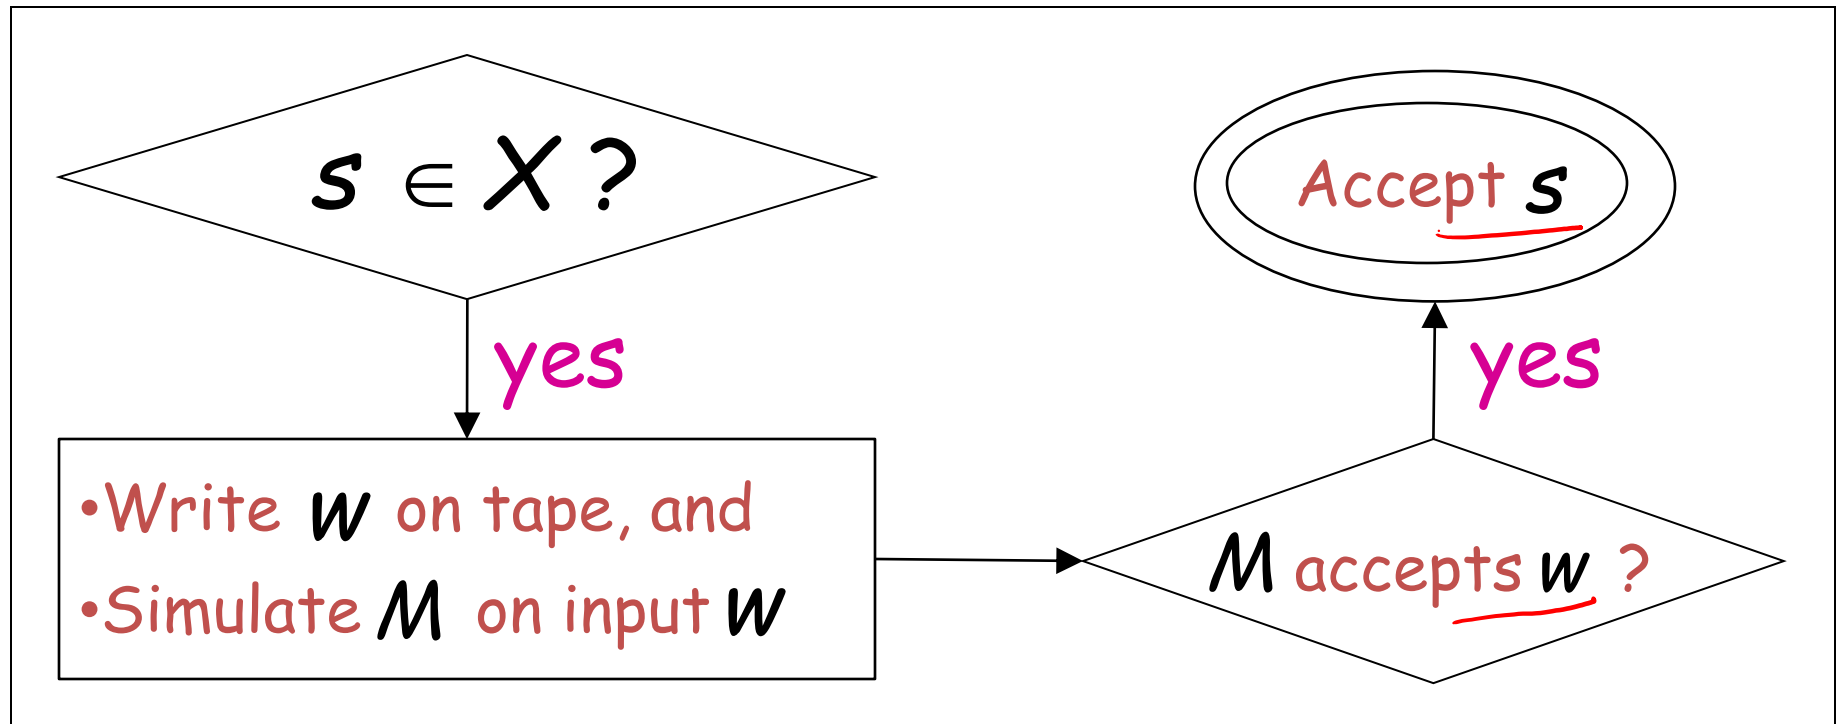 s ∈ X ?
yes
•Write w on tape, and
•Simulate M on input w
M accepts w ?
yes
Accept s